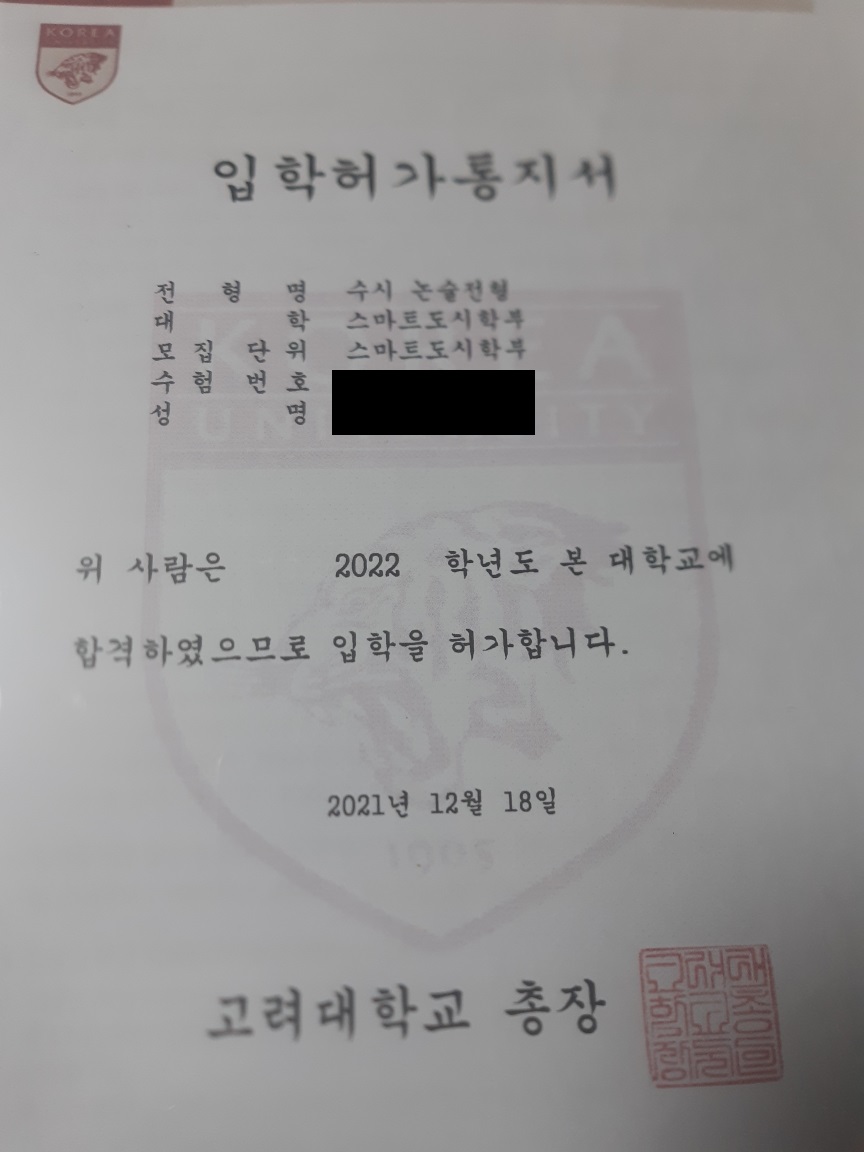 KOREA
입학허가통지서
전 형 명 수시 논술전형
대 학 스마트도시학부
모 집 단 위 스마트도시학부
수 험 번 호
성 명
KOREA
UNIVERSITY
위 사람은 2022 학년도 본 대학교에
합격하였으므로 입학을 허가합니다.
2021년 12월 18일
1905
고려대학교 총장